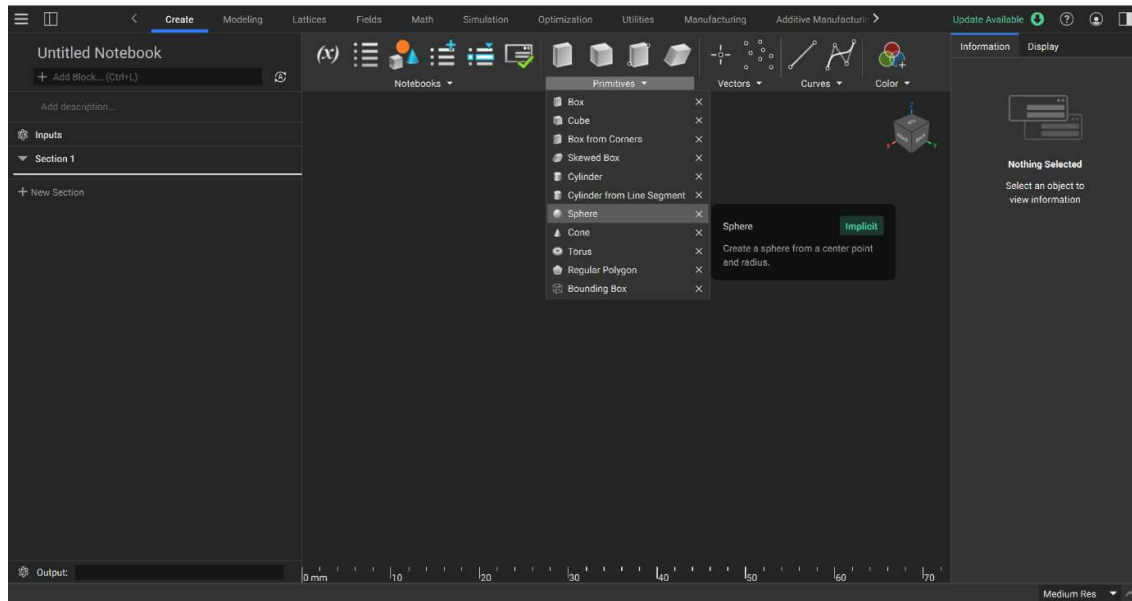 Create Modeling Lattices Fields Math Simulation Optimization Utilities Manufacturing Additive Manufacturin
Update Available
Untitled Notebook
+ Add Block... (Ctrl+L)
Add description...
Inputs
Section 1
+ New Section
Output:
(x)
Notebooks
Primitives
Vectors
Curves
Color
Box
Cube
Box from Corners
Skewed Box
Cylinder
Cylinder from Line Segment
Sphere
Cone
Torus
Regular Polygon
Bounding Box
Sphere Implicit
Create a sphere from a center point
and radius.
Z
X Y
0 mm 10 20 30 40 50 60 70
Information Display
Nothing Selected
Select an object to
view information
Medium Res